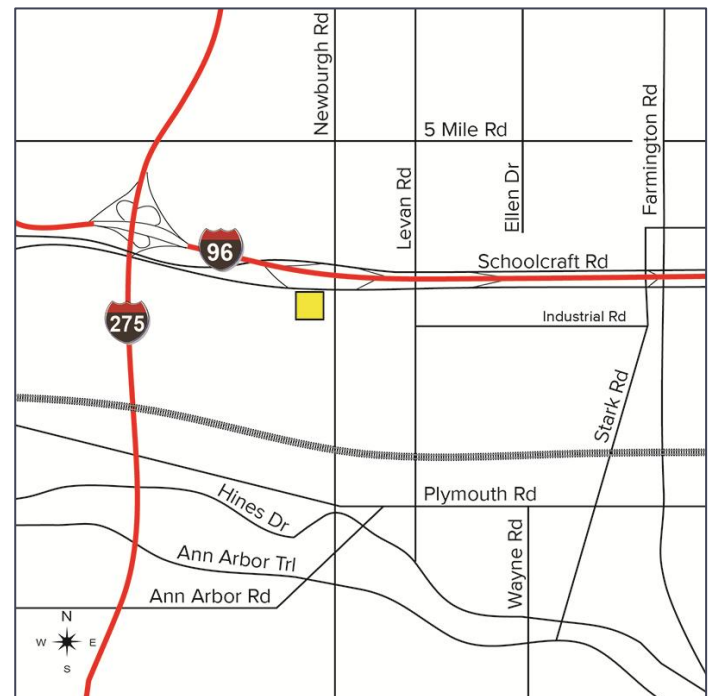 Newburgh Rd
Farmington Rd
5 Mile Rd
Levan Rd
Ellen Dr
96
Schoolcraft Rd
275
Industrial Rd
Stark Rd
Hines Dr
Plymouth Rd
Ann Arbor Trl
Wayne Rd
Ann Arbor Rd
N
W E
S